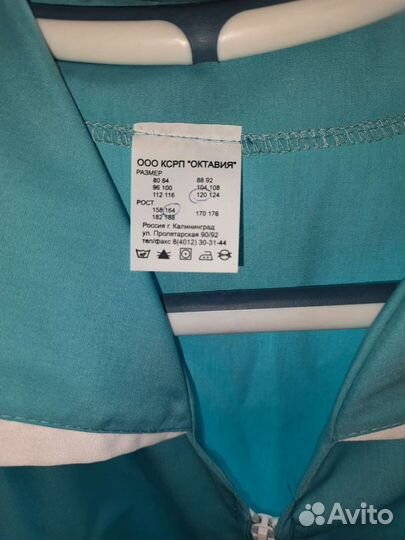 ООО КСРП "ОКТАВИЯ"
РАЗМЕР
80 84 88 92
96 100 104 108
112 116 120 124
РОСТ
158 164 170 176
182 188
Россия г. Калининград
ул. Пролетарская 90/92
тел/факс 8(4012) 30-31-44
Avito